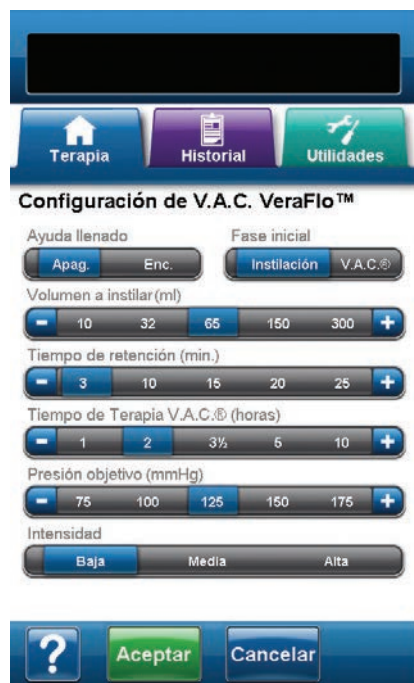 Terapia Historial Utilidades
Configuración de V.A.C. VeraFlo™
Ayuda llenado Fase inicial
Apag. Enc. Instilación V.A.C.®
Volumen a instilar(ml)
- 10 32 65 150 300 +
Tiempo de retención (min.)
- 3 10 15 20 25 +
Tiempo de Terapia V.A.C.® (horas)
- 1 2 3½ 5 10 +
Presión objetivo (mmHg)
- 75 100 125 150 175 +
Intensidad
Baja Media Alta
? Aceptar Cancelar